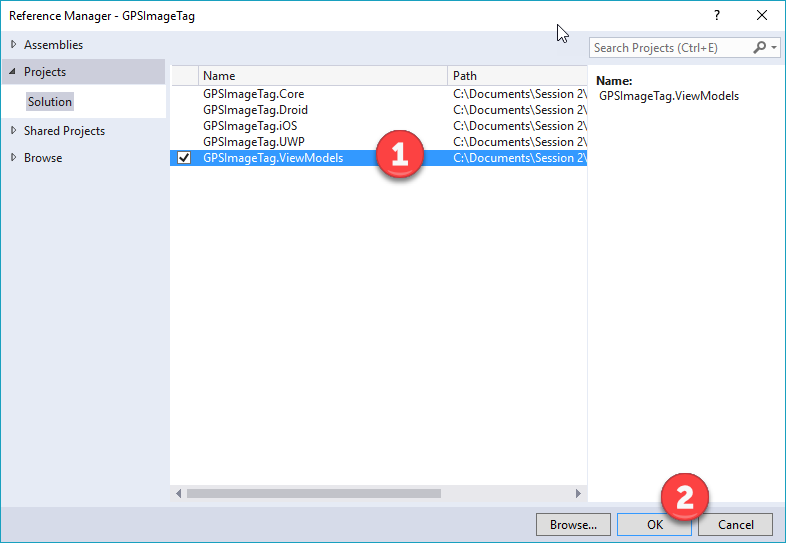 Reference Manager - GPSImageTag
?
Assemblies
Projects
Solution
Shared Projects
Browse
Name
Path
GPSImageTag.Core
C:\Documents\Session 2\
GPSImageTag.Droid
C:\Documents\Session 2\
GPSImageTag.iOS
C:\Documents\Session 2\
GPSImageTag.UWP
C:\Documents\Session 2\
GPSImageTag.ViewModels
C:\Documents\Session 2\
1
Search Projects (Ctrl+E)
Name:
GPSImageTag.ViewModels
2
Browse...
OK
Cancel